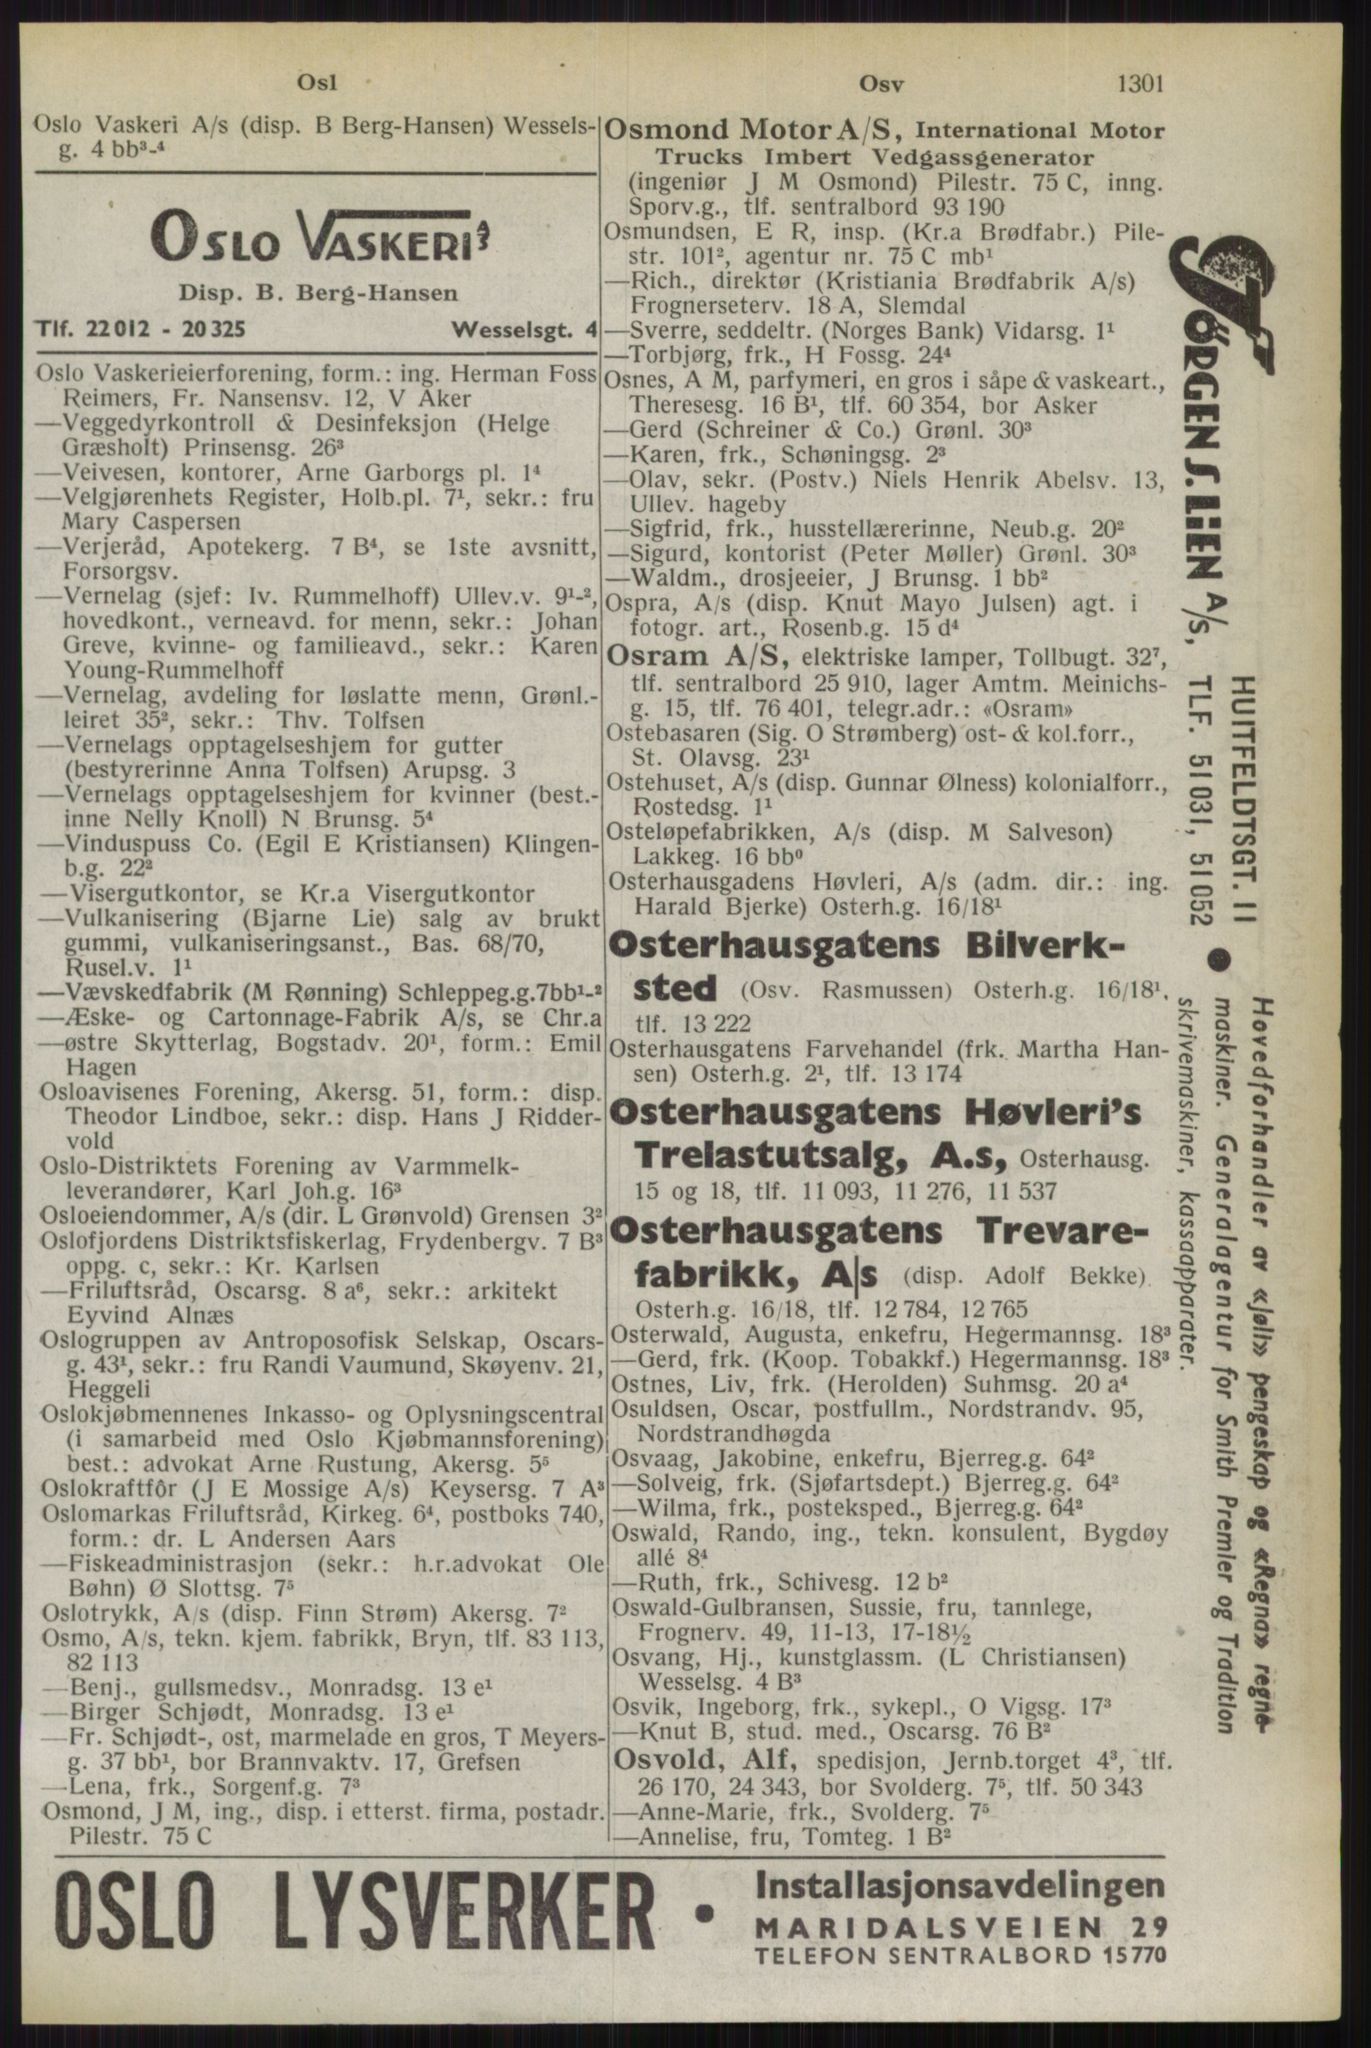 Osl
Osv 1301
Oslo Vaskeri A/s (disp. B Berg-Hansen) Wessels-
g. 4 bb³-⁴
OSLO VASKERI A/S
Disp. B. Berg-Hansen
Tlf. 22 012 - 20 325 Wesselsgt. 4
Oslo Vaskerieierforening, form.: ing. Herman Foss
Reimers, Fr. Nansensv. 12, V Aker
—Veggedyrkontroll & Desinfeksjon (Helge
Græsholt) Prinsensg. 26³
—Veivesen, kontorer, Arne Garborgs pl. 1⁴
—Velgjørenhets Register, Holb.pl. 7¹, sekr.: fru
Mary Caspersen
—Verjeråd, Apotekerg. 7 B⁴, se 1ste avsnitt,
Forsorgsv.
—Vernelag (sjef: Iv. Rummelhoff) Ullev.v. 9¹-²,
hovedkont., verneavd. for menn, sekr.: Johan
Greve, kvinne- og familieavd., sekr.: Karen
Young-Rummelhoff
—Vernelag, avdeling for løslatte menn, Grønl.-
leiret 35², sekr.: Thv. Tolfsen
—Vernelags opptagelseshjem for gutter
(bestyrerinne Anna Tolfsen) Arupsg. 3
—Vernelags opptagelseshjem for kvinner (best.-
inne Nelly Knoll) N Brunsg. 5⁴
—Vinduspuss Co. (Egil E Kristiansen) Klingen-
b.g. 22²
—Visergutkontor, se Kr.a Visergutkontor
—Vulkanisering (Bjarne Lie) salg av brukt
gummi, vulkaniseringsanst., Bas. 68/70,
Rusel.v. 1¹
—Vævskedfabrik (M Rønning) Schleppeg.g.7bb¹-²
—Æske- og Cartonnage-Fabrik A/s, se Chr.a
—østre Skytterlag, Bogstadv. 20¹, form.: Emil
Hagen
Osloavisenes Forening, Akersg. 51, form.: disp.
Theodor Lindboe, sekr.: disp. Hans J Ridder-
vold
Oslo-Distriktets Forening av Varmmelk-
leverandører, Karl Joh.g. 16³
Osloeiendommer, A/s (dir. L Grønvold) Grensen 3²
Oslofjordens Distriktsfiskerlag, Frydenbergv. 7 B³
oppg. c, sekr.: Kr. Karlsen
—Friluftsråd, Oscarsg. 8 a⁶, sekr.: arkitekt
Eyvind Alnæs
Oslogruppen av Antroposofisk Selskap, Oscars-
g. 43¹, sekr.: fru Randi Vaumund, Skøyenv. 21,
Heggeli
Oslokjøbmennenes Inkasso- og Oplysningscentral
(i samarbeid med Oslo Kjøbmannsforening)
best.: advokat Arne Rustung, Akersg. 5⁵
Oslokraftfôr (J E Mossige A/s) Keysersg. 7 A³
Oslomarkas Friluftsråd, Kirkeg. 6⁴, postboks 740,
form.: dr. L Andersen Aars
—Fiskeadministrasjon (sekr.: h.r.advokat Ole
Bøhn) Ø Slottsg. 7⁵
Oslotrykk, A/s (disp. Finn Strøm) Akersg. 7²
Osmo, A/s, tekn. kjem. fabrikk, Bryn, tlf. 83 113,
82 113
—Benj., gullsmedsv., Monradsg. 13 e¹
—Birger Schjødt, Monradsg. 13 e¹
—Fr. Schjødt-, ost, marmelade en gros, T Meyers-
g. 37 bb¹, bor Brannvaktv. 17, Grefsen
—Lena, frk., Sorgenf.g. 7³
Osmond, J M, ing., disp. i etterst. firma, postadr.
Pilestr. 75 C
Osmond Motor A/S, International Motor
Trucks Imbert Vedgassgenerator
(ingeniør J M Osmond) Pilestr. 75 C, inng.
Sporv.g., tlf. sentralbord 93 190
Osmundsen, E R, insp. (Kr.a Brødfabr.) Pile-
str. 101², agentur nr. 75 C mb¹
—Rich., direktør (Kristiania Brødfabrik A/s)
Frognerseterv. 18 A, Slemdal
—Sverre, seddeltr. (Norges Bank) Vidarsg. 1¹
—Torbjørg, frk., H Fossg. 24⁴
Osnes, A M, parfymeri, en gros i såpe & vaskeart.,
Theresesg. 16 B¹, tlf. 60 354, bor Asker
—Gerd (Schreiner & Co.) Grønl. 30³
—Karen, frk., Schøningsg. 2³
—Olav, sekr. (Postv.) Niels Henrik Abelsv. 13,
Ullev. hageby
—Sigfrid, frk., husstellærerinne, Neub.g. 20²
—Sigurd, kontorist (Peter Møller) Grønl. 30³
—Waldm., drosjeeier, J Brunsg. 1 bb²
Ospra, A/s (disp. Knut Mayo Julsen) agt. i
fotogr. art., Rosenb.g. 15 d⁴
Osram A/S, elektriske lamper, Tollbugt. 32⁷,
tlf. sentralbord 25 910, lager Amtm. Meinichs-
g. 15, tlf. 76 401, telegr.adr.: «Osram»
Ostebasaren (Sig. O Strømberg) ost- & kol.forr.,
St. Olavsg. 23¹
Ostehuset, A/s (disp. Gunnar Ølness) kolonialforr.,
Rostedsg. 1¹
Osteløpefabrikken, A/s (disp. M Salveson)
Lakkeg. 16 bb⁰
Osterhausgadens Høvleri, A/s (adm. dir.: ing.
Harald Bjerke) Osterh.g. 16/18¹
Osterhausgatens Bilverk-
sted (Osv. Rasmussen) Osterh.g. 16/18¹,
tlf. 13 222
Osterhausgatens Farvehandel (frk. Martha Han-
sen) Osterh.g. 2¹, tlf. 13 174
Osterhausgatens Høvleri's
Trelastutsalg, A.s, Osterhausg.
15 og 18, tlf. 11 093, 11 276, 11 537
Osterhausgatens Trevare-
fabrikk, A/s (disp. Adolf Bekke)
Osterh.g. 16/18, tlf. 12 784, 12 765
Osterwald, Augusta, enkefru, Hegermannsg. 18³
—Gerd, frk. (Koop. Tobakkf.) Hegermannsg. 18³
Ostnes, Liv, frk. (Herolden) Suhmsg. 20 a⁴
Osuldsen, Oscar, postfullm., Nordstrandv. 95,
Nordstrandhøgda
Osvaag, Jakobine, enkefru, Bjerreg.g. 64²
—Solveig, frk. (Sjøfartsdept.) Bjerreg.g. 64²
—Wilma, frk., posteksped., Bjerreg.g. 64²
Oswald, Rando, ing., tekn. konsulent, Bygdøy
allé 8⁴
—Ruth, frk., Schivesg. 12 b²
Oswald-Gulbransen, Sussie, fru, tannlege,
Frognerv. 49, 11-13, 17-18½
Osvang, Hj., kunstglassm. (L Christiansen)
Wesselsg. 4 B³
Osvik, Ingeborg, frk., sykepl., O Vigsg. 17³
—Knut B, stud. med., Oscarsg. 76 B²
Osvold, Alf, spedisjon, Jernb.torget 4³, tlf.
26 170, 24 343, bor Svolderg. 7⁵, tlf. 50 343
—Anne-Marie, frk., Svolderg. 7⁵
—Annelise, fru, Tomteg. 1 B²
JÖRGEN S. LIEN A/s, HUITFELDTSGT. 11
TLF. 51 031, 51 052
● Hovedforhandler av «Jøli» pengeskap og «Regna» regne-
maskiner. Generalagentur for Smith Premier og Tradition
skrivemaskiner, kassaapparater.
OSLO LYSVERKER • Installasjonsavdelingen
MARIDALSVEIEN 29
TELEFON SENTRALBORD 15770